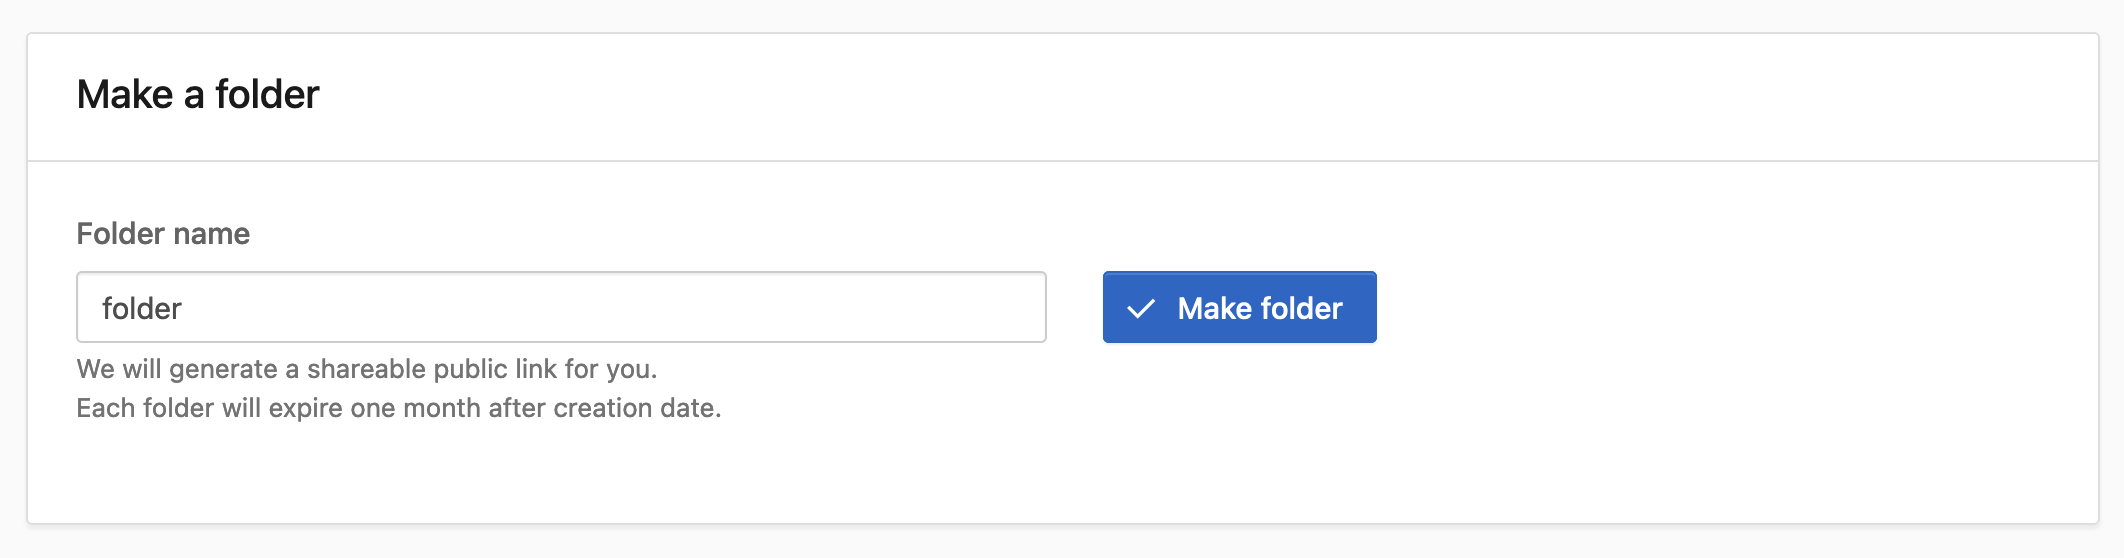 Make a folder
Folder name
folder
Make folder
We will generate a shareable public link for you.
Each folder will expire one month after creation date.